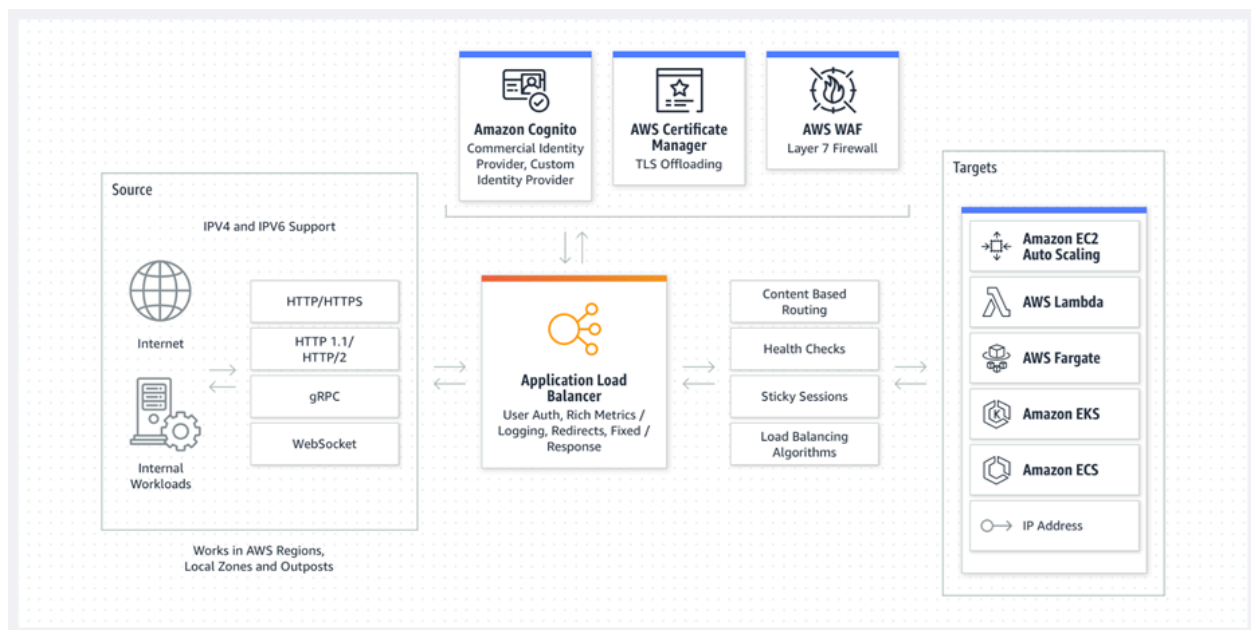 Amazon Cognito
Commercial Identity
Provider, Custom
Identity Provider
AWS Certificate
Manager
TLS Offloading
AWS WAF
Layer 7 Firewall
Source
IPV4 and IPV6 Support
Internet
Internal
Workloads
HTTP/HTTPS
HTTP 1.1/
HTTP/2
gRPC
WebSocket
Works in AWS Regions,
Local Zones and Outposts
Application Load
Balancer
User Auth, Rich Metrics /
Logging, Redirects, Fixed /
Response
Content Based
Routing
Health Checks
Sticky Sessions
Load Balancing
Algorithms
Targets
Amazon EC2
Auto Scaling
AWS Lambda
AWS Fargate
K
Amazon EKS
Amazon ECS
IP Address